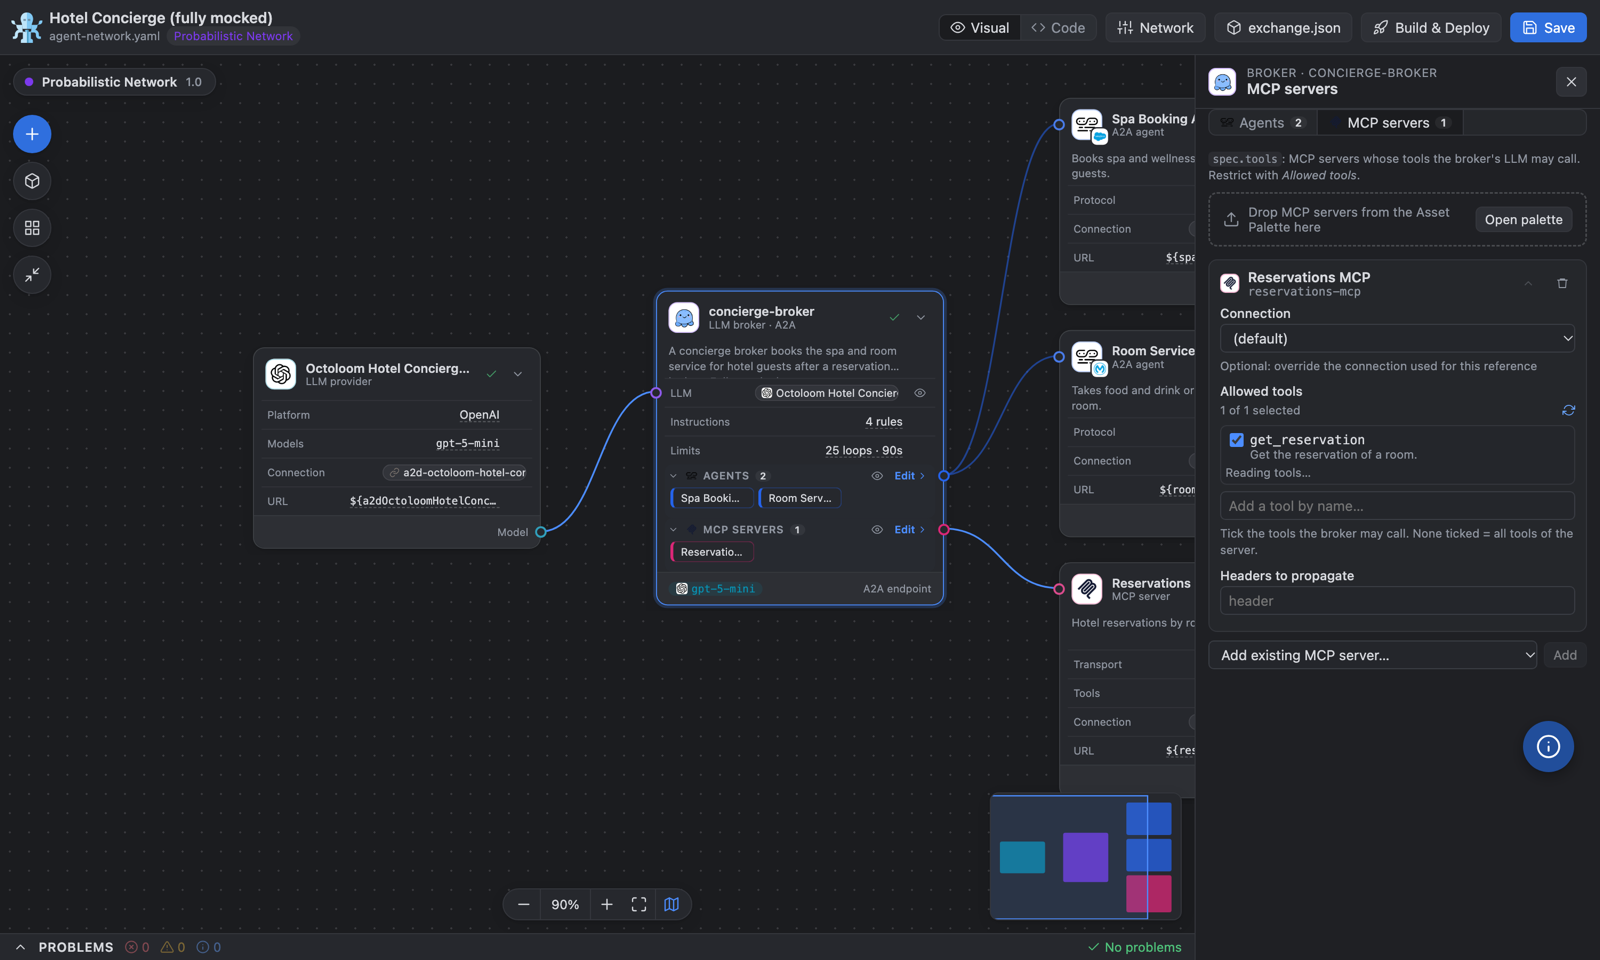 Hotel Concierge (fully mocked)
agent-network.yaml Probabilistic Network
Visual
Code
Network
exchange.json
Build & Deploy
Save
Probabilistic Network 1.0
Octoloom Hotel Concierg...
LLM provider
Platform OpenAI
Models gpt-5-mini
Connection a2d-octoloom-hotel-cor
URL ${a2dOctoloomHotelConc...
Model
concierge-broker
LLM broker · A2A
A concierge broker books the spa and room
service for hotel guests after a reservation...
LLM Octoloom Hotel Concier
Instructions 4 rules
Limits 25 loops · 90s
AGENTS 2 Edit
Spa Booki... Room Serv...
MCP SERVERS 1 Edit
Reservatio...
gpt-5-mini A2A endpoint
Spa Booking A
A2A agent
Books spa and wellness
guests.
Protocol
Connection
URL ${spa
Room Service
A2A agent
Takes food and drink or
room.
Protocol
Connection
URL ${room
Reservations
MCP server
Hotel reservations by ro
Transport
Tools
Connection
URL ${res
90%
PROBLEMS 0 0 0
No problems
BROKER · CONCIERGE-BROKER
MCP servers
Agents 2 MCP servers 1
spec.tools: MCP servers whose tools the broker's LLM may call.
Restrict with Allowed tools.
Drop MCP servers from the Asset
Palette here
Open palette
Reservations MCP
reservations-mcp
Connection
(default)
Optional: override the connection used for this reference
Allowed tools
1 of 1 selected
get_reservation
Get the reservation of a room.
Reading tools...
Add a tool by name...
Tick the tools the broker may call. None ticked = all tools of the
server.
Headers to propagate
header
Add existing MCP server... Add